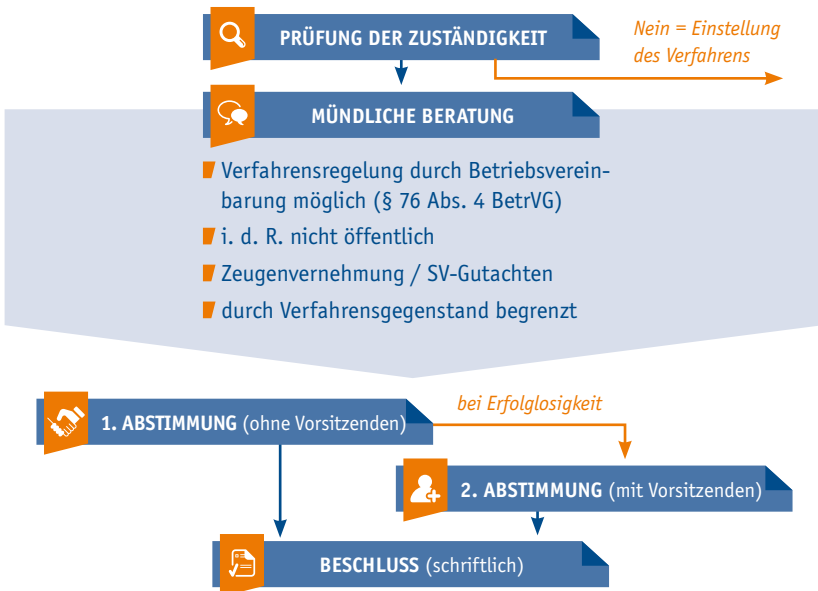 PRÜFUNG DER ZUSTÄNDIGKEIT
Nein = Einstellung
des Verfahrens
MÜNDLICHE BERATUNG
Verfahrensregelung durch Betriebsverein-
barung möglich (§ 76 Abs. 4 BetrVG)
i. d. R. nicht öffentlich
Zeugenvernehmung / SV-Gutachten
durch Verfahrensgegenstand begrenzt
1. ABSTIMMUNG (ohne Vorsitzenden)
bei Erfolglosigkeit
2. ABSTIMMUNG (mit Vorsitzenden)
BESCHLUSS (schriftlich)